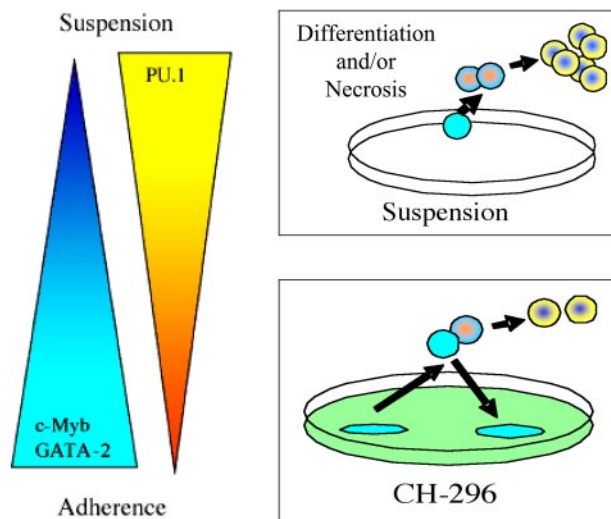 Suspension
PU.1
c-Myb
GATA-2
Adherence
Differentiation
and/or
Necrosis
Suspension
CH-296